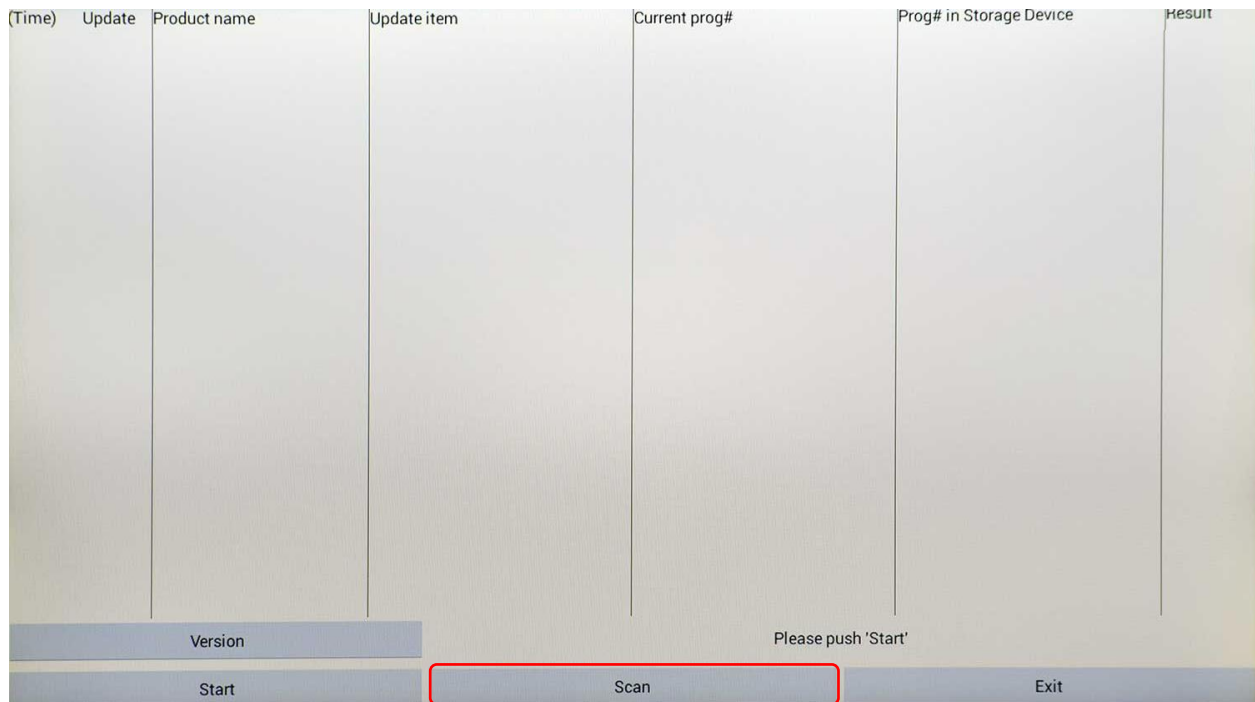 (Time) Update Product name Update item Current prog# Prog# in Storage Device Result
Version Please push 'Start'
Start Scan Exit